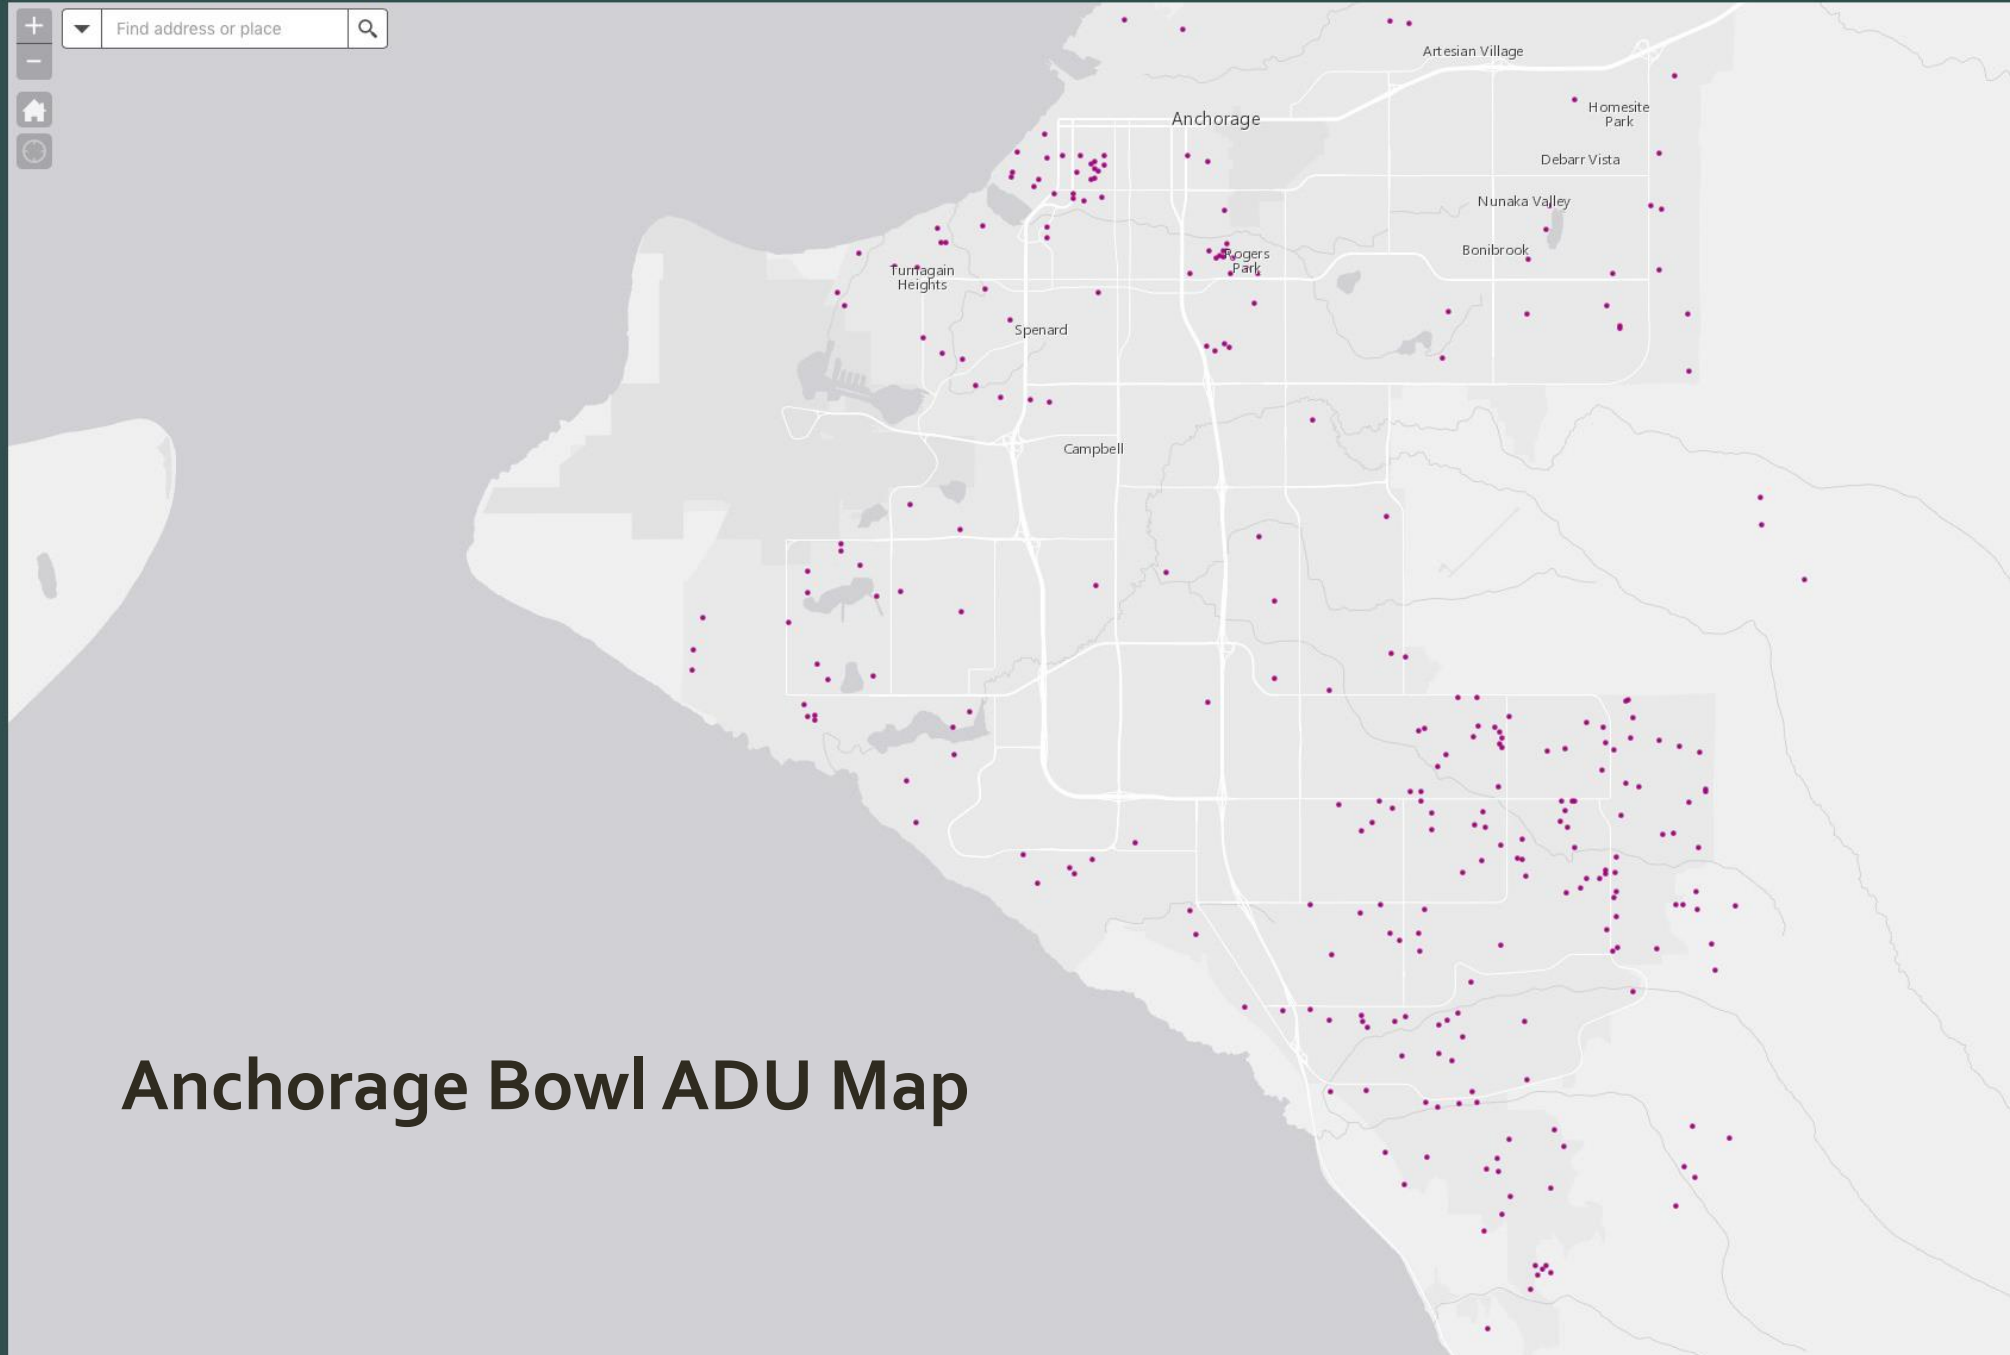 +
Find address or place
−
Artesian Village
Homesite
Park
Anchorage
Debarr Vista
Nunaka Valley
Bonibrook
Rogers
Park
Turnagain
Heights
Spenard
Campbell
Anchorage Bowl ADU Map